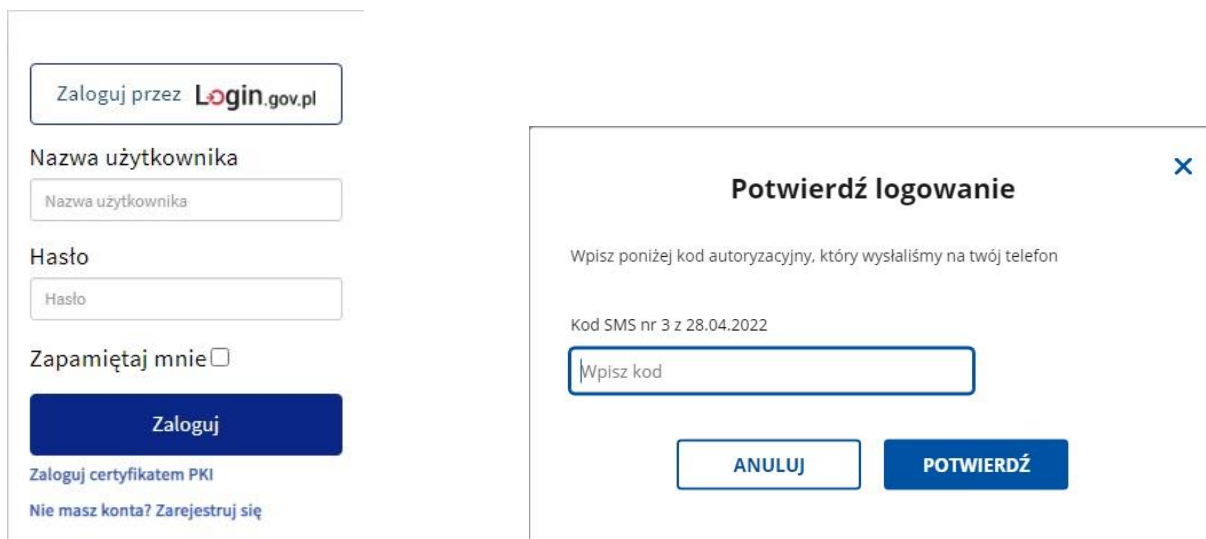 Zaloguj przez Login.gov.pl
Nazwa użytkownika
Nazwa użytkownika
Hasło
Hasło
Zapamiętaj mnie
Zaloguj
Zaloguj certyfikatem PKI
Nie masz konta? Zarejestruj się
Potwierdź logowanie
Wpisz poniżej kod autoryzacyjny, który wysłaliśmy na twój telefon
Kod SMS nr 3 z 28.04.2022
Wpisz kod
ANULUJ
POTWIERDŹ